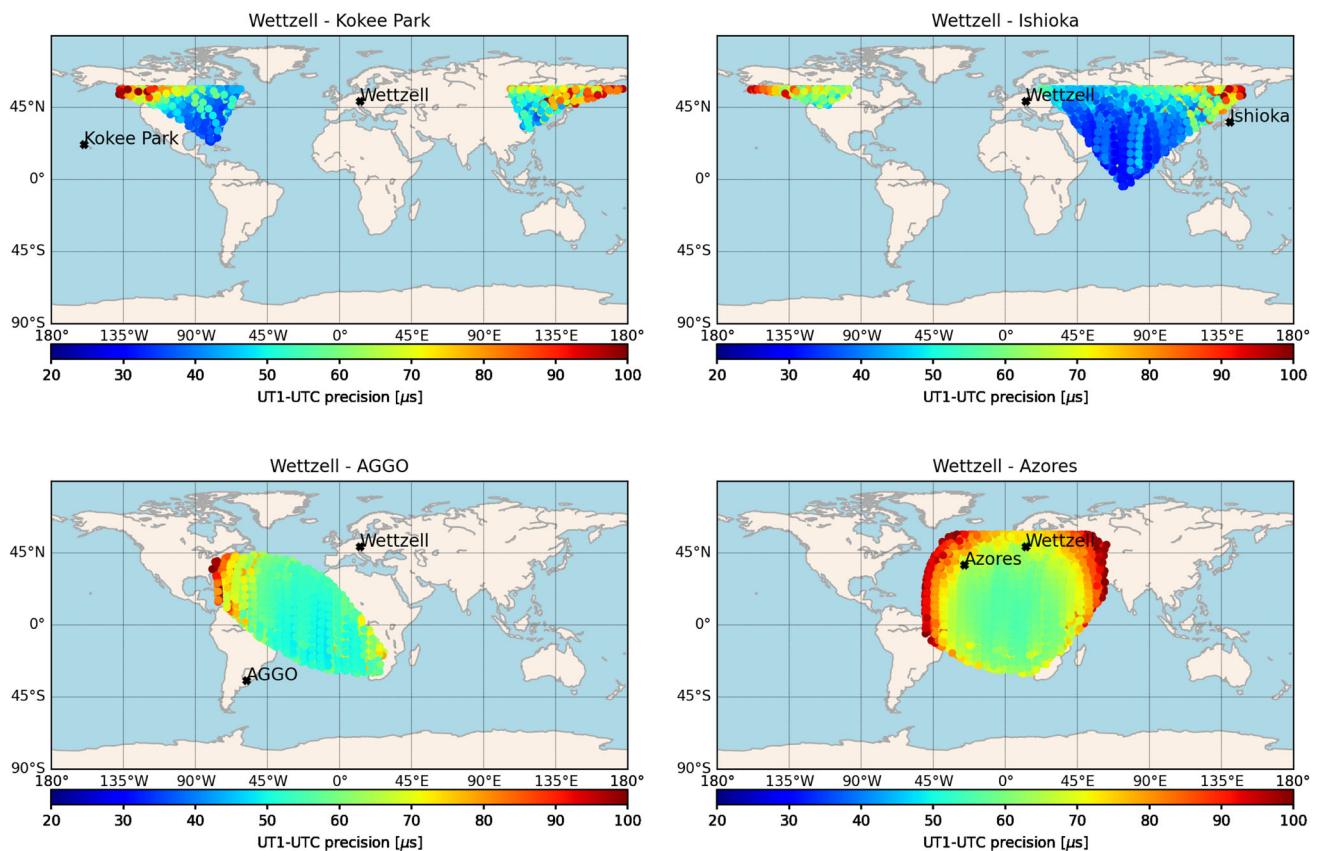 Wettzell - Kokee Park
Wettzell - Ishioka
45°N
0°
45°S
90°S
Wettzell
Kokee Park
180° 135°W 90°W 45°W 0° 45°E 90°E 135°E 180°
20 30 40 50 60 70 80 90 100
UT1-UTC precision [μs]
45°N
0°
45°S
90°S
Wettzell
Ishioka
180° 135°W 90°W 45°W 0° 45°E 90°E 135°E 180°
20 30 40 50 60 70 80 90 100
UT1-UTC precision [μs]
Wettzell - AGGO
Wettzell - Azores
45°N
0°
45°S
90°S
Wettzell
AGGO
180° 135°W 90°W 45°W 0° 45°E 90°E 135°E 180°
20 30 40 50 60 70 80 90 100
UT1-UTC precision [μs]
45°N
0°
45°S
90°S
Wettzell
Azores
180° 135°W 90°W 45°W 0° 45°E 90°E 135°E 180°
20 30 40 50 60 70 80 90 100
UT1-UTC precision [μs]